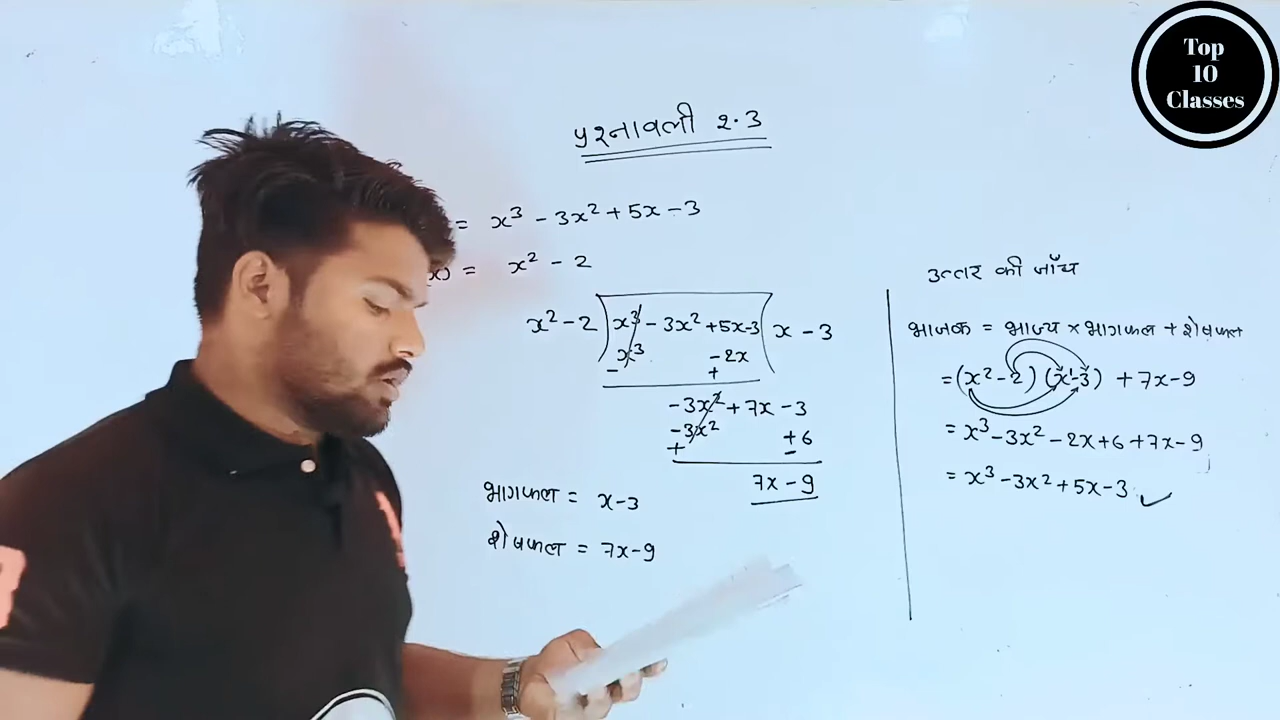 Top
10
Classes
प्रश्नावली 2.3
= x³ - 3x² + 5x - 3
x) = x² - 2
x² - 2 ) x³ - 3x² + 5x - 3 ( x - 3
x³ - 2x
- +
-3x² + 7x - 3
-3x² + 6
+ -
7x - 9
भागफल = x - 3
शेषफल = 7x - 9
उत्तर की जाँच
भाजक = भाज्य × भागफल + शेषफल
= (x² - 2) (x¹ - 3) + 7x - 9
= x³ - 3x² - 2x + 6 + 7x - 9
= x³ - 3x² + 5x - 3 ✓